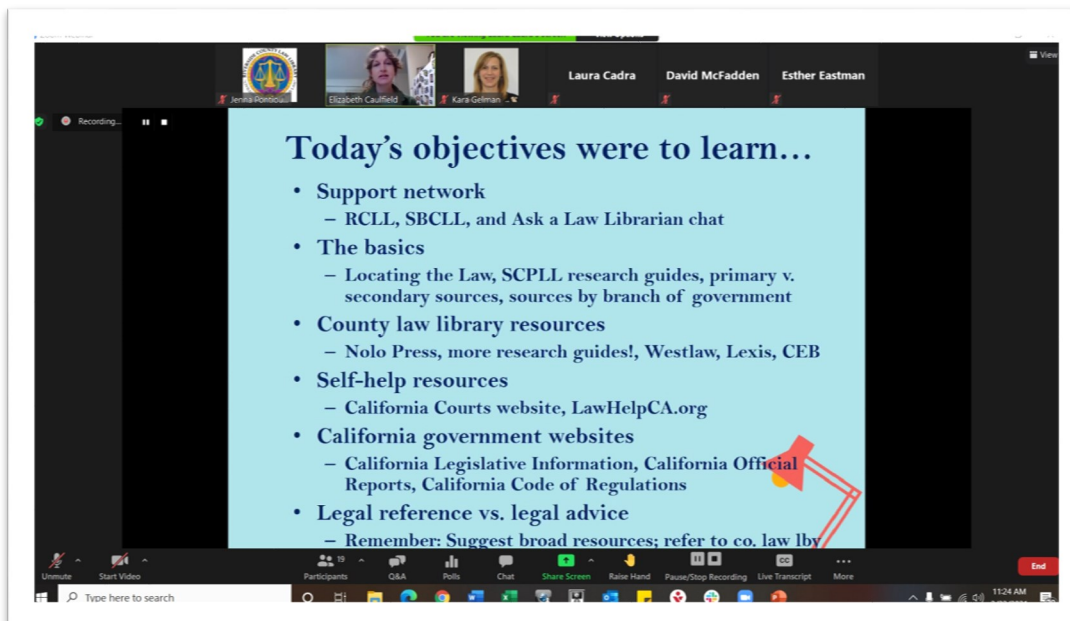 Laura Cadra
David McFadden
Esther Eastman
View
Elizabeth Caulfield
Kara Gelman
Recording...
Today's objectives were to learn…
• Support network
– RCLL, SBCLL, and Ask a Law Librarian chat
• The basics
– Locating the Law, SCPLL research guides, primary v.
secondary sources, sources by branch of government
• County law library resources
– Nolo Press, more research guides!, Westlaw, Lexis, CEB
• Self-help resources
– California Courts website, LawHelpCA.org
• California government websites
– California Legislative Information, California Official
Reports, California Code of Regulations
• Legal reference vs. legal advice
– Remember: Suggest broad resources; refer to co. law lby
19
Unmute
Start Video
Participants
Q&A
Polls
Chat
Share Screen
Raise Hand
Pause/Stop Recording
CC
Live Transcript
More
End
Type here to search
11:24 AM